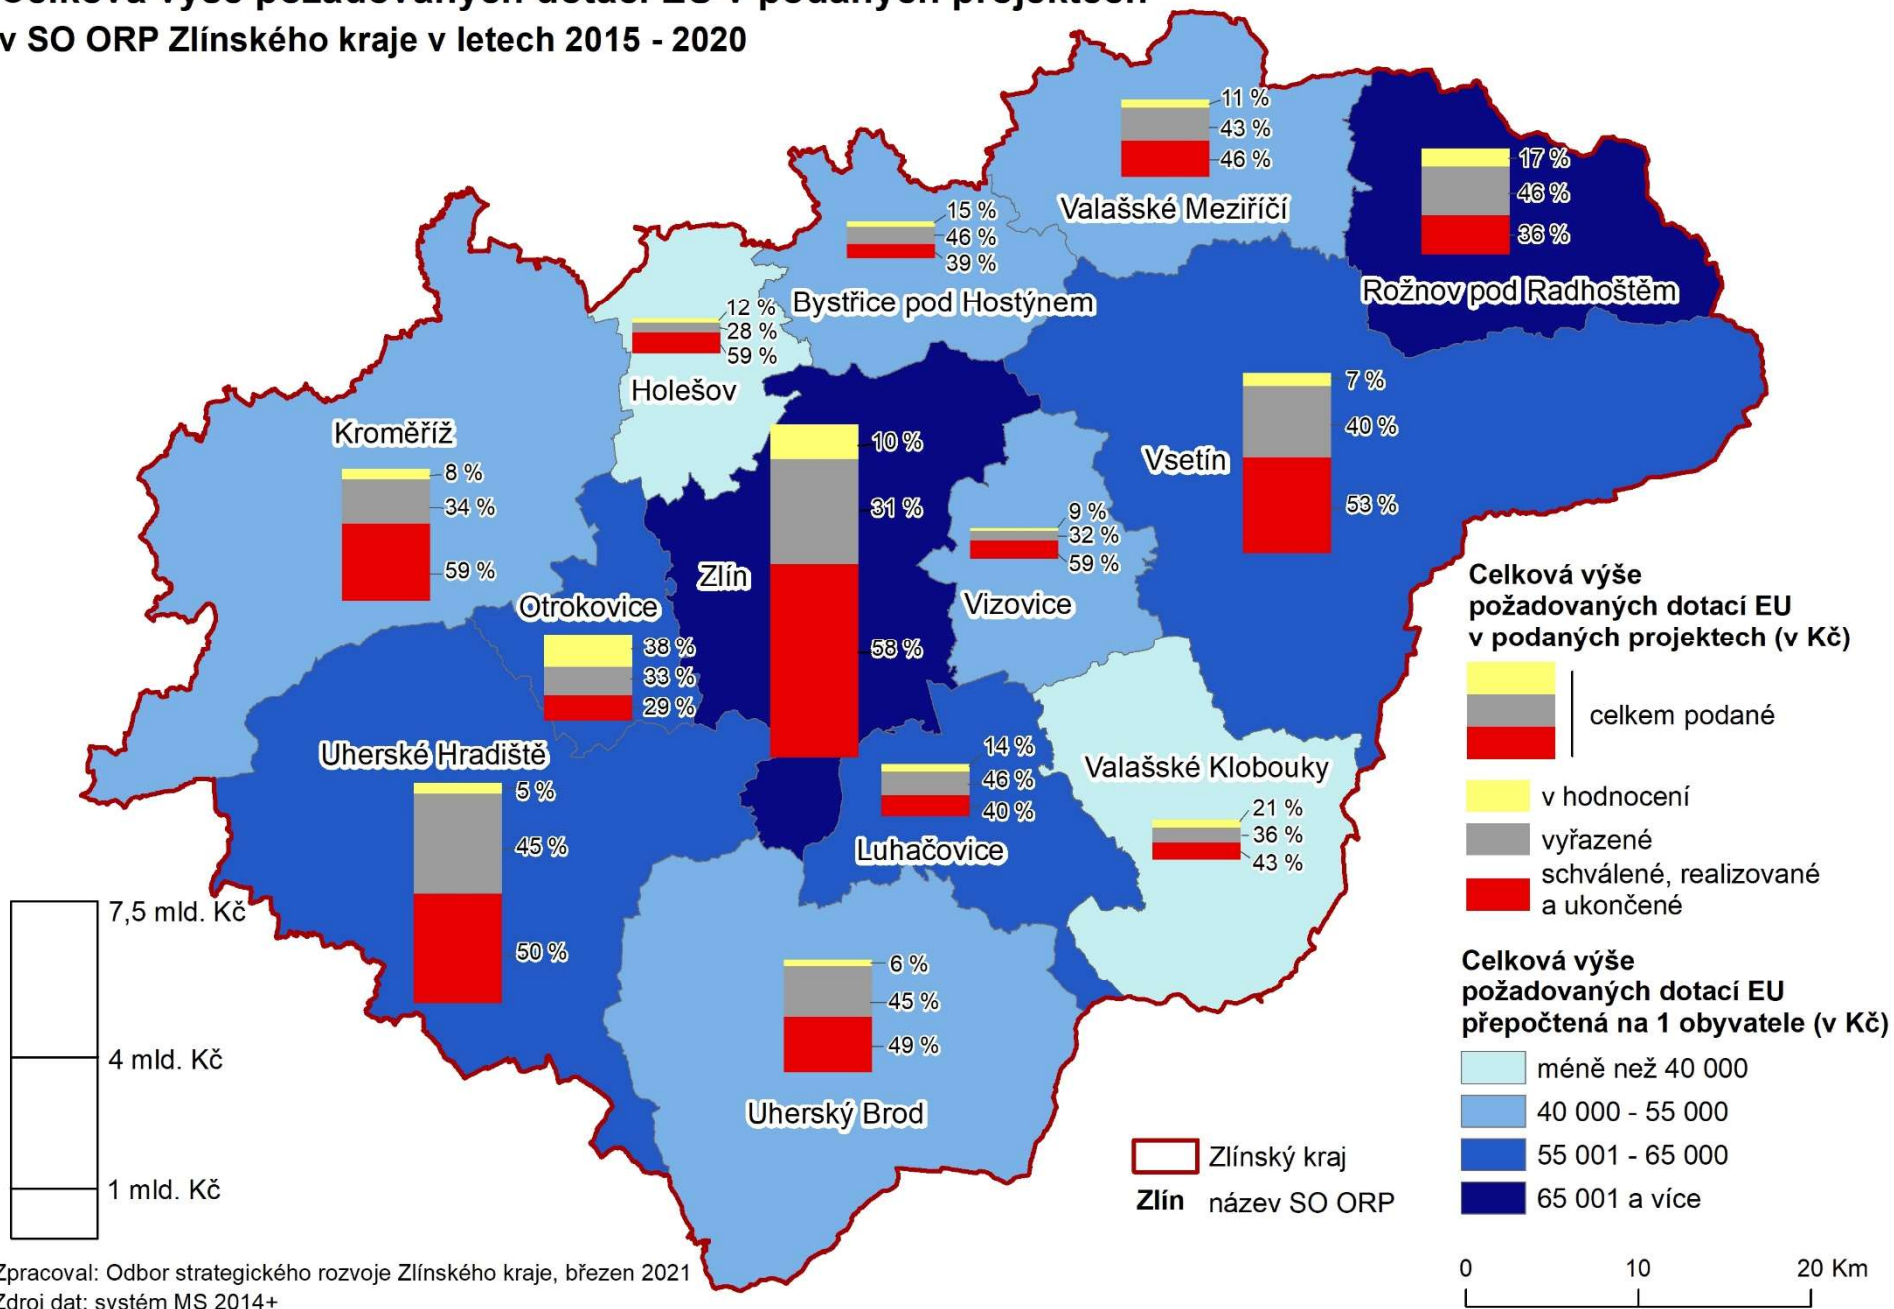 Celková výše požadovaných dotací EU v podaných projektech
v SO ORP Zlínského kraje v letech 2015 - 2020
11 %
43 %
46 %
Valašské Meziříčí
17 %
46 %
36 %
Rožnov pod Radhoštěm
15 %
46 %
39 %
Bystřice pod Hostýnem
12 %
28 %
59 %
Holešov
Kroměříž
8 %
34 %
59 %
10 %
31 %
58 %
Zlín
7 %
40 %
53 %
Vsetín
9 %
32 %
59 %
Vizovice
Otrokovice
38 %
33 %
29 %
Uherské Hradiště
5 %
45 %
50 %
14 %
46 %
40 %
Luhačovice
Valašské Klobouky
21 %
36 %
43 %
6 %
45 %
49 %
Uherský Brod
7,5 mld. Kč
4 mld. Kč
1 mld. Kč
Celková výše
požadovaných dotací EU
v podaných projektech (v Kč)
celkem podané
v hodnocení
vyřazené
schválené, realizované
a ukončené
Celková výše
požadovaných dotací EU
přepočtená na 1 obyvatele (v Kč)
méně než 40 000
40 000 - 55 000
55 001 - 65 000
65 001 a více
Zlínský kraj
Zlín název SO ORP
0 10 20 Km
Zpracoval: Odbor strategického rozvoje Zlínského kraje, březen 2021
Zdroj dat: systém MS 2014+